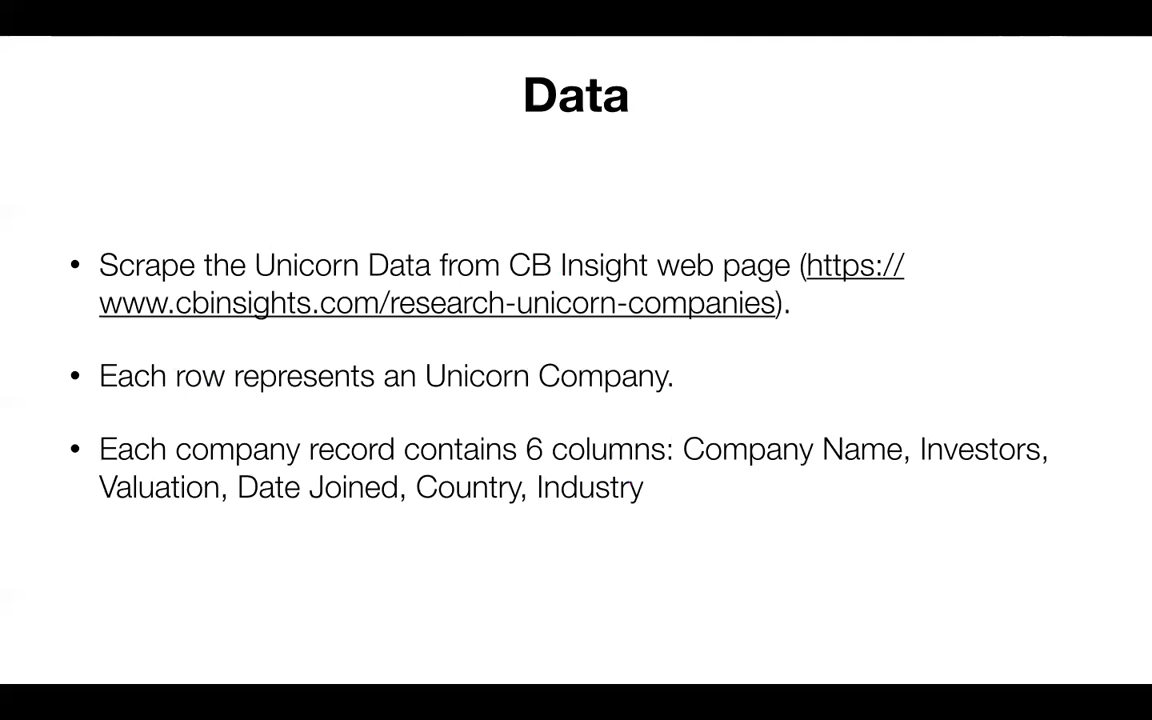 Data
• Scrape the Unicorn Data from CB Insight web page (https://
www.cbinsights.com/research-unicorn-companies).
• Each row represents an Unicorn Company.
• Each company record contains 6 columns: Company Name, Investors,
Valuation, Date Joined, Country, Industry